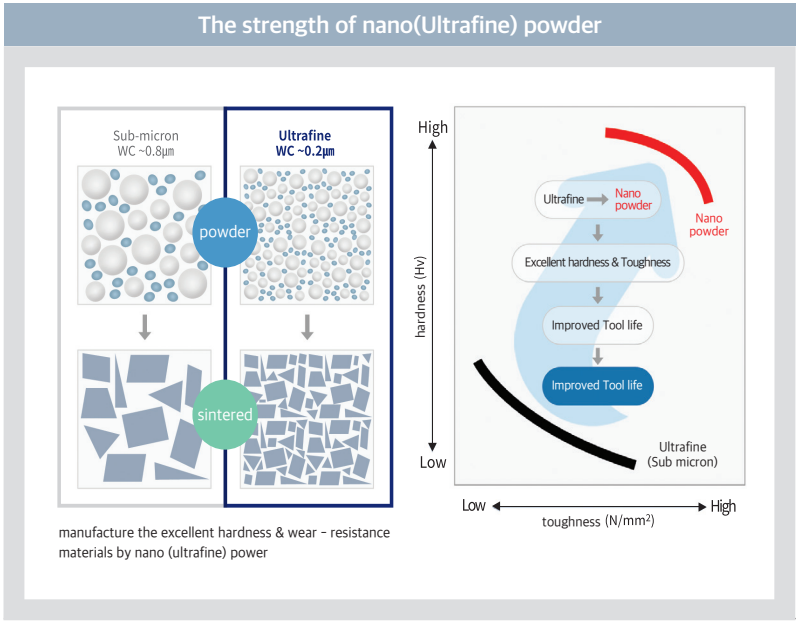 The strength of nano(Ultrafine) powder
Sub-micron
WC ~0.8㎛
Ultrafine
WC ~0.2㎛
powder
sintered
manufacture the excellent hardness & wear - resistance
materials by nano (ultrafine) power
High
hardness (Hv)
Low
Ultrafine
Nano
powder
Nano
powder
Excellent hardness & Toughness
Improved Tool life
Improved Tool life
Ultrafine
(Sub micron)
Low
High
toughness (N/mm²)